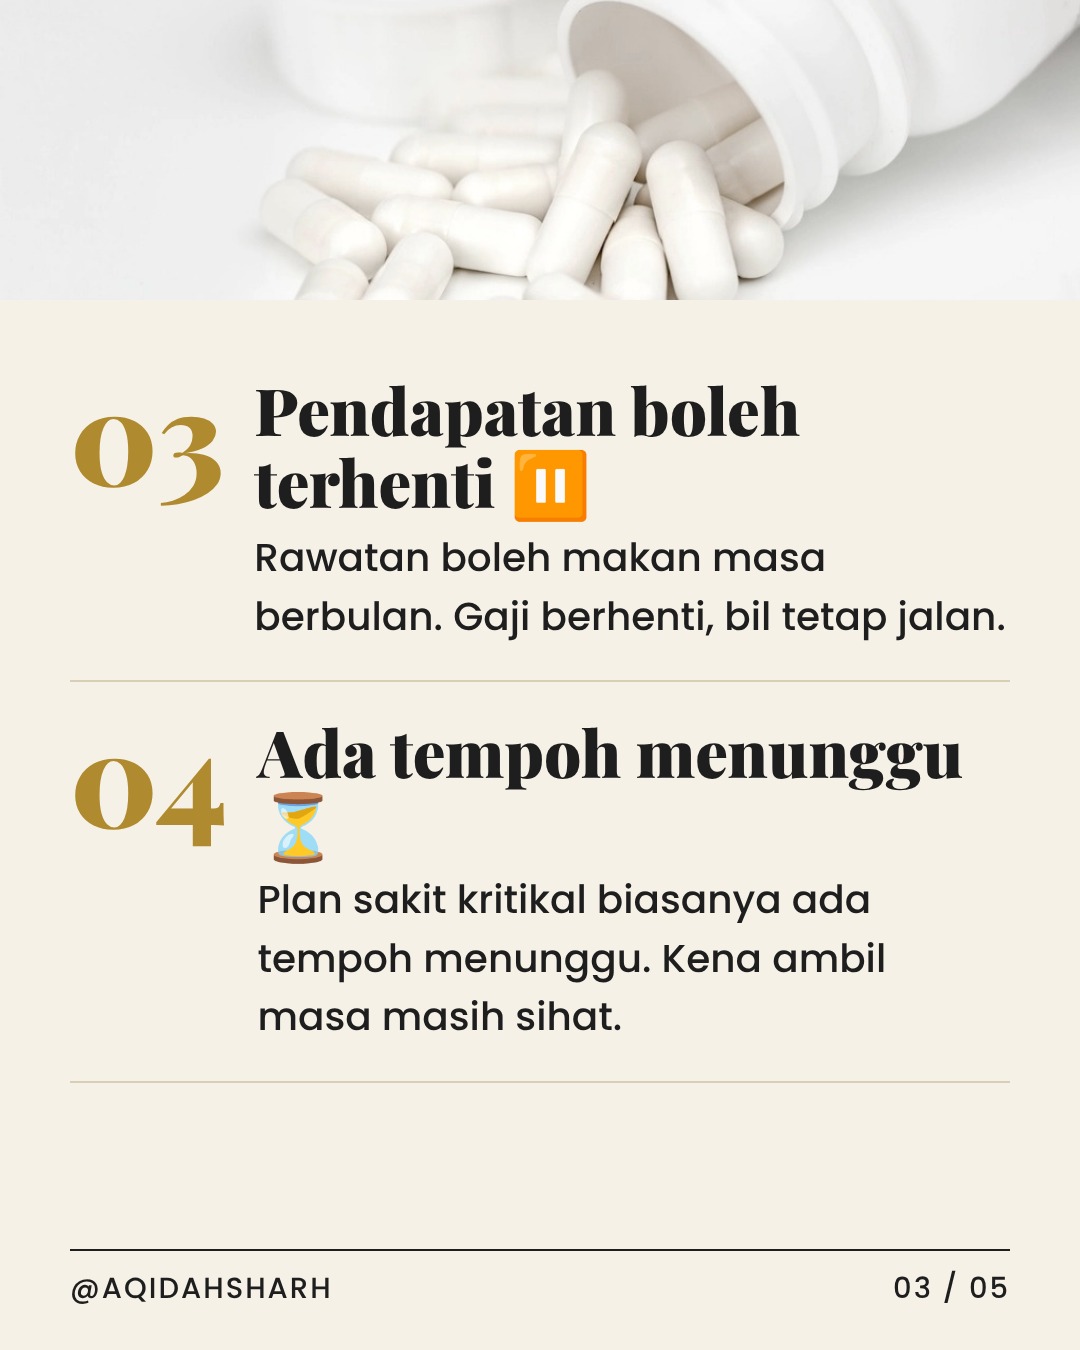 03
Pendapatan boleh
terhenti ⏸️
Rawatan boleh makan masa
berbulan. Gaji berhenti, bil tetap jalan.
04
Ada tempoh menunggu
⏳
Plan sakit kritikal biasanya ada
tempoh menunggu. Kena ambil
masa masih sihat.
@AQIDAHSHARH
03 / 05